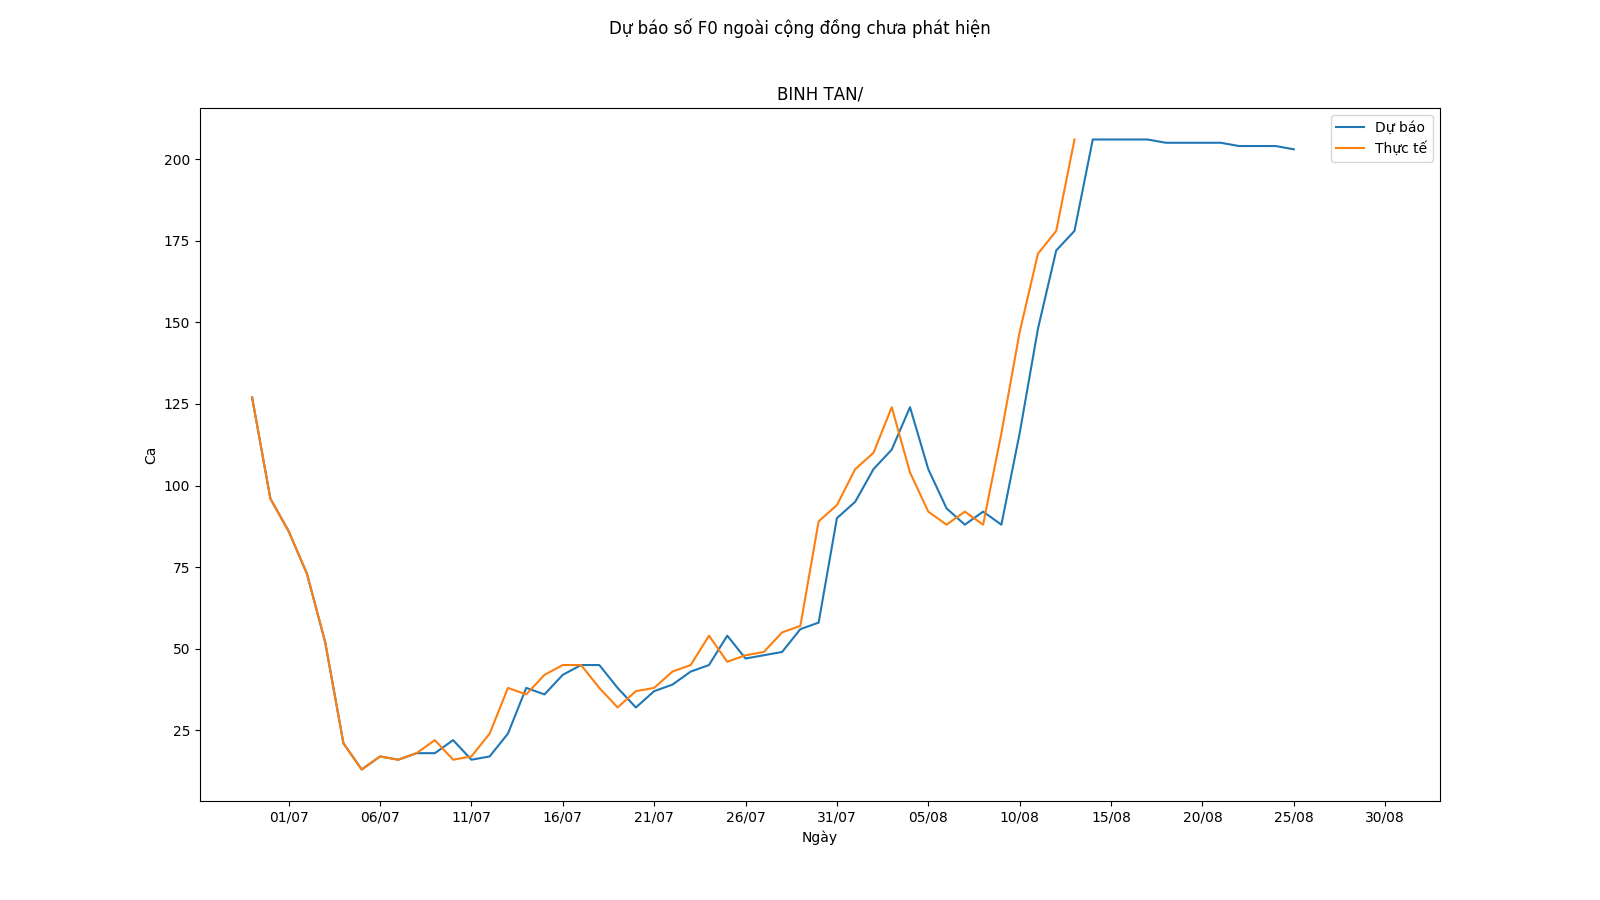 Dự báo số F0 ngoài cộng đồng chưa phát hiện
BINH TAN/
Dự báo
Thực tế
200
175
150
125
100
75
50
25
Ca
01/07 06/07 11/07 16/07 21/07 26/07 31/07 05/08 10/08 15/08 20/08 25/08 30/08
Ngày